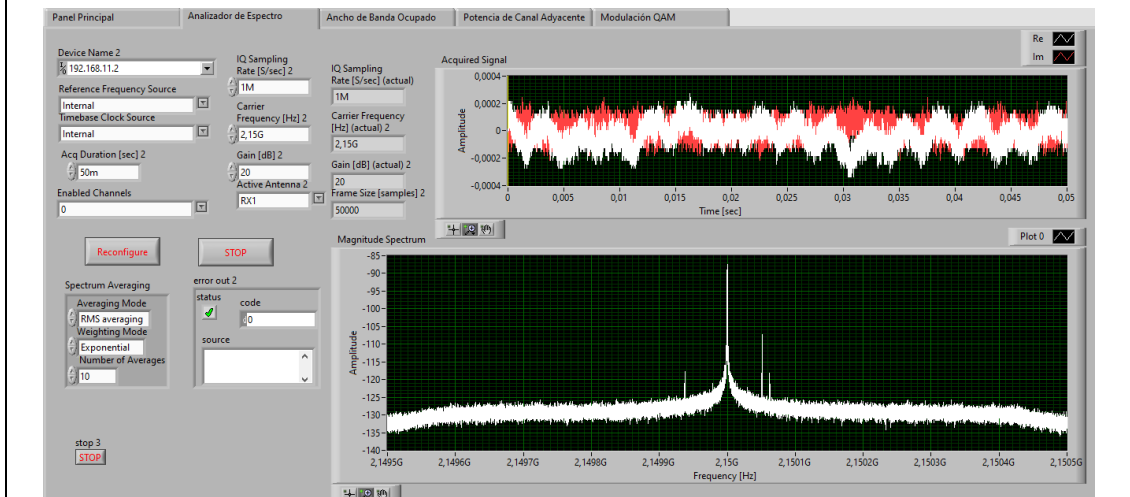 Panel Principal
Analizador de Espectro
Ancho de Banda Ocupado
Potencia de Canal Adyacente
Modulación QAM
Device Name 2
192.168.11.2
Reference Frequency Source
Internal
Timebase Clock Source
Internal
Acq Duration [sec] 2
50m
Enabled Channels
0
IQ Sampling
Rate [S/sec] 2
1M
Carrier
Frequency [Hz] 2
2,15G
Gain [dB] 2
20
Active Antenna 2
RX1
IQ Sampling
Rate [S/sec] (actual)
1M
Carrier Frequency
[Hz] (actual) 2
2,15G
Gain [dB] (actual) 2
20
Frame Size [samples] 2
50000
Reconfigure
STOP
Spectrum Averaging
Averaging Mode
RMS averaging
Weighting Mode
Exponential
Number of Averages
10
error out 2
status
code
0
source
stop 3
STOP
Acquired Signal
Re
Im
Amplitude
0,0004
0,0002
0
-0,0002
-0,0004
0 0,005 0,01 0,015 0,02 0,025 0,03 0,035 0,04 0,045 0,05
Time [sec]
Magnitude Spectrum
Plot 0
Amplitude
-85
-90
-95
-100
-105
-110
-115
-120
-125
-130
-135
-140
2,1495G 2,1496G 2,1497G 2,1498G 2,1499G 2,15G 2,1501G 2,1502G 2,1503G 2,1504G 2,1505G
Frequency [Hz]